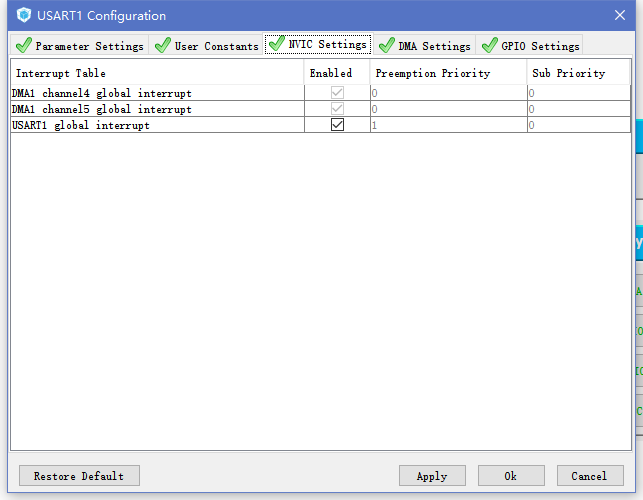 USART1 Configuration
Parameter Settings User Constants NVIC Settings DMA Settings GPIO Settings
Interrupt Table Enabled Preemption Priority Sub Priority
DMA1 channel4 global interrupt 0 0
DMA1 channel5 global interrupt 0 0
USART1 global interrupt 1 0
Restore Default Apply Ok Cancel